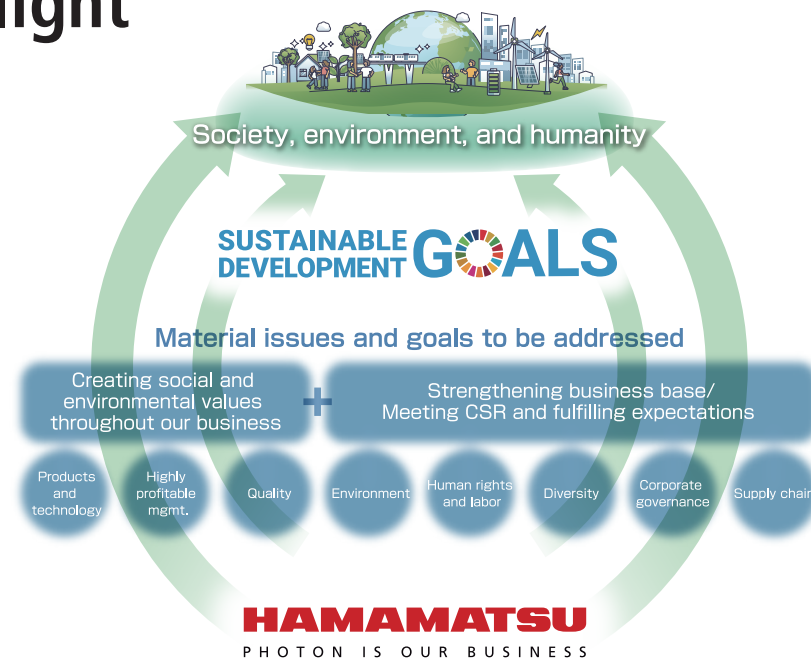 light
Society, environment, and humanity
SUSTAINABLE
DEVELOPMENT
GOALS
Material issues and goals to be addressed
Creating social and
environmental values
throughout our business
+
Strengthening business base/
Meeting CSR and fulfilling expectations
Products
and
technology
Highly
profitable
mgmt.
Quality
Environment
Human rights
and labor
Diversity
Corporate
governance
Supply chain
HAMAMATSU
PHOTON IS OUR BUSINESS